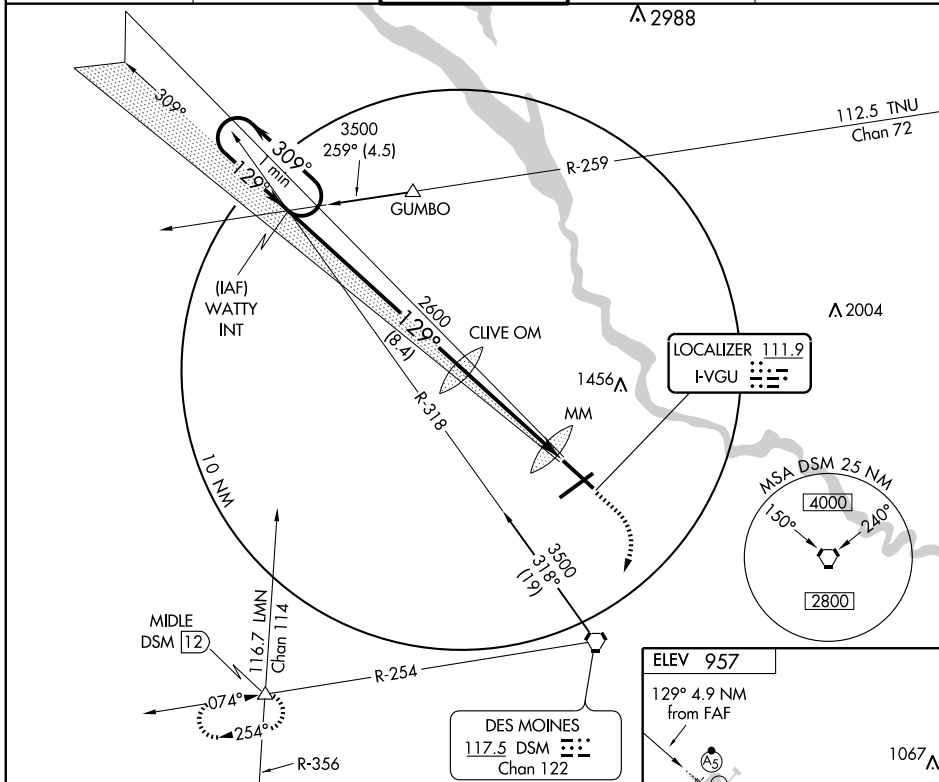 2988
309°
3500
259° (4.5)
112.5 TNU
Chan 72
R-259
309°
1 min
129°
GUMBO
(IAF)
WATTY
INT
2600
129°
(8.4)
CLIVE OM
2004
LOCALIZER 111.9
I-VGU
1456
MM
R-318
10 NM
MSA DSM 25 NM
4000
150°
240°
2800
3500
318°
(19)
MIDLE
DSM 12
116.7 LMN
Chan 114
R-254
074°
254°
R-356
DES MOINES
117.5 DSM
Chan 122
ELEV 957
129° 4.9 NM
from FAF
A5
1067